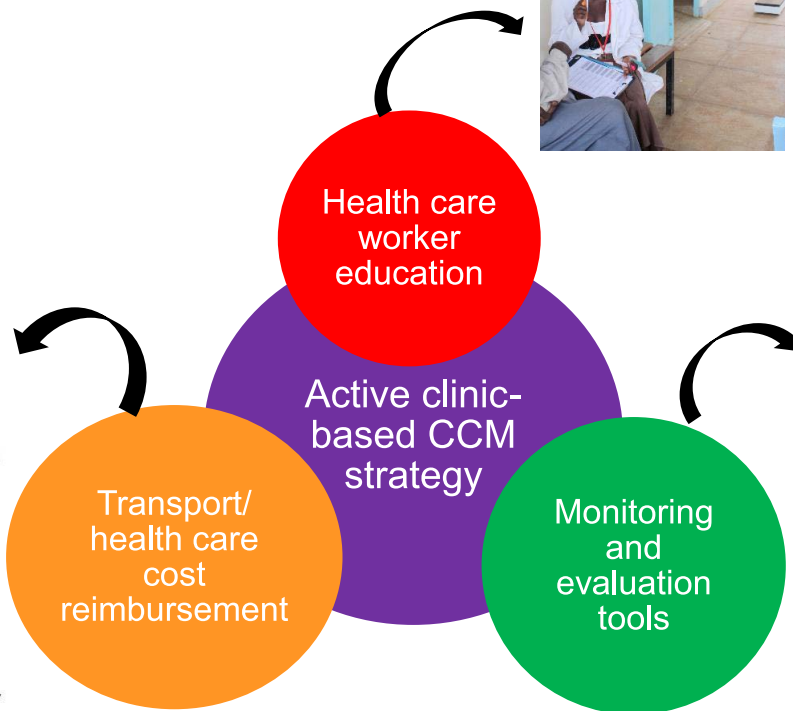 Health care
worker
education
Active clinic-
based CCM
strategy
Transport/
health care
cost
reimbursement
Monitoring
and
evaluation
tools